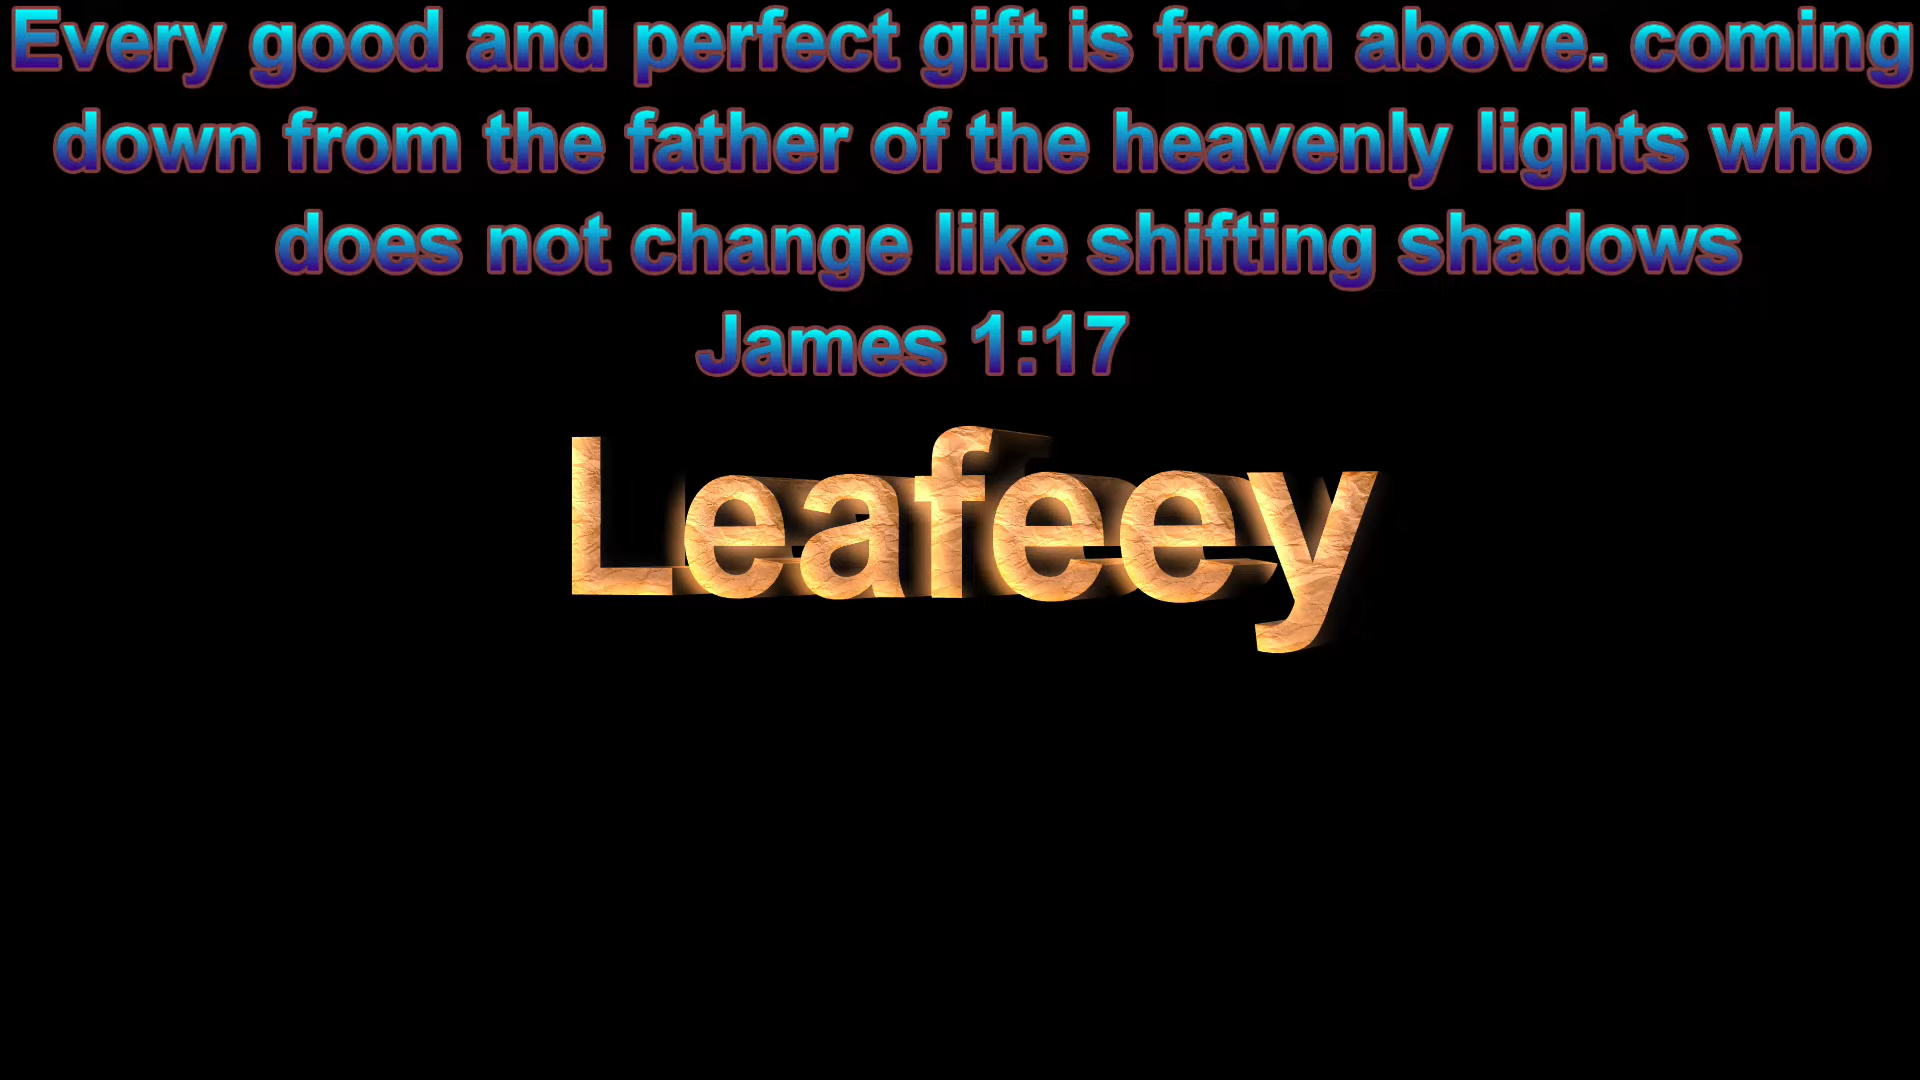 Every good and perfect gift is from above. coming
down from the father of the heavenly lights who
does not change like shifting shadows
James 1:17
Leafeey